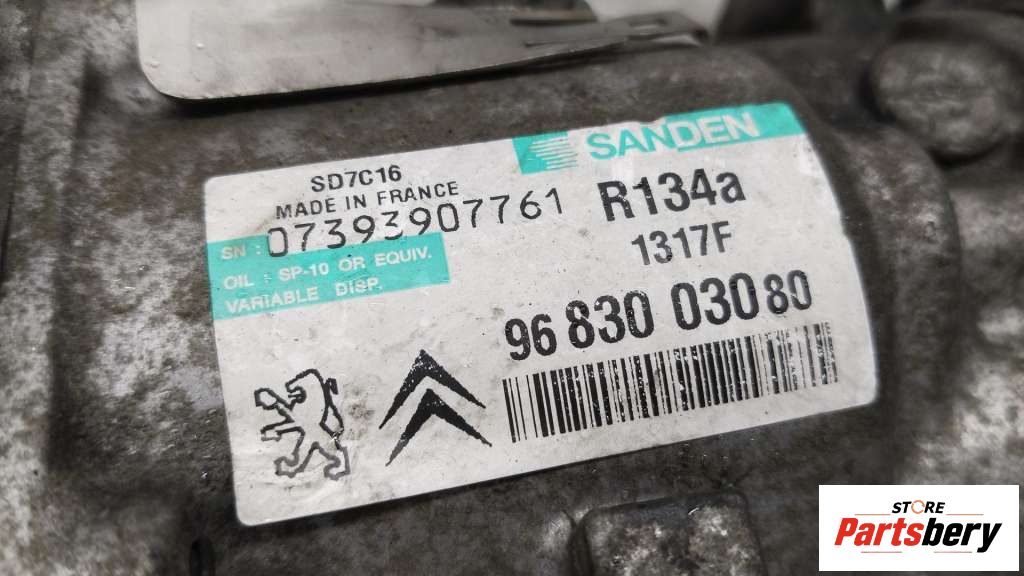 SANDEN
SD7C16
MADE IN FRANCE
SN : 07393907761
R134a
1317F
OIL : SP-10 OR EQUIV.
VARIABLE DISP.
96 830 030 80
STORE
Partsbery